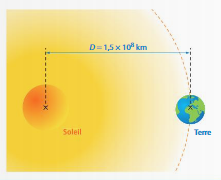 D = 1,5 × 10⁸ km
Soleil
Terre